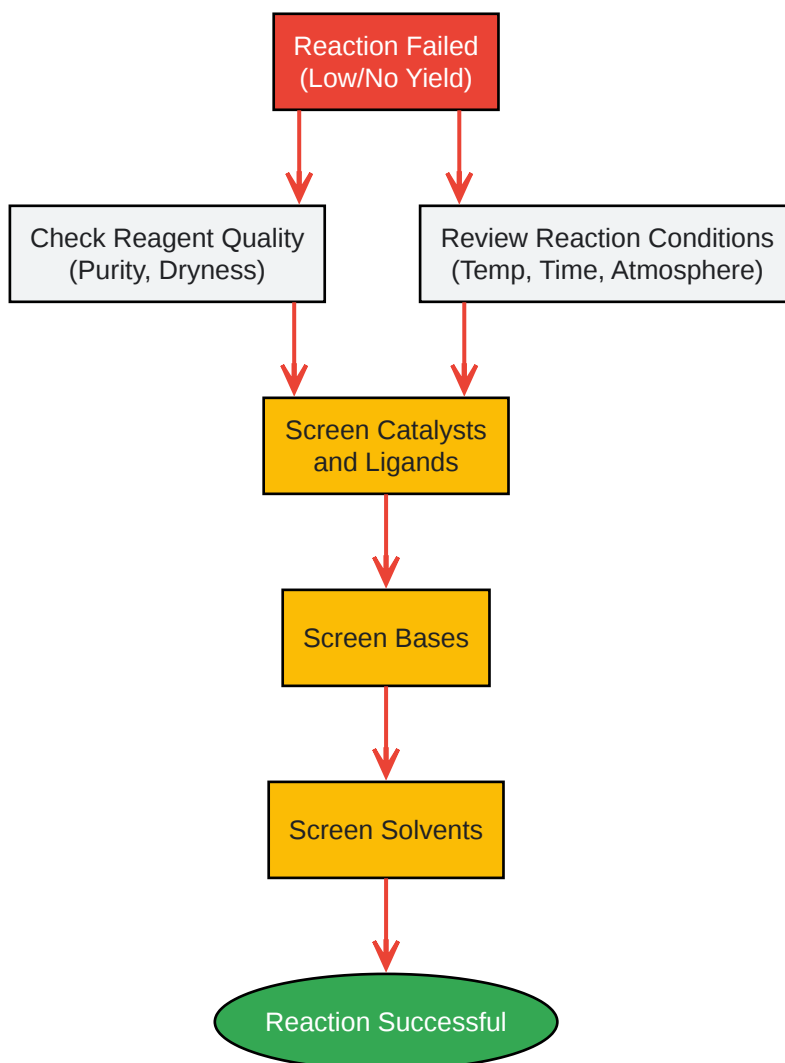 Reaction Failed
(Low/No Yield)
Check Reagent Quality
(Purity, Dryness)
Review Reaction Conditions
(Temp, Time, Atmosphere)
Screen Catalysts
and Ligands
Screen Bases
Screen Solvents
Reaction Successful